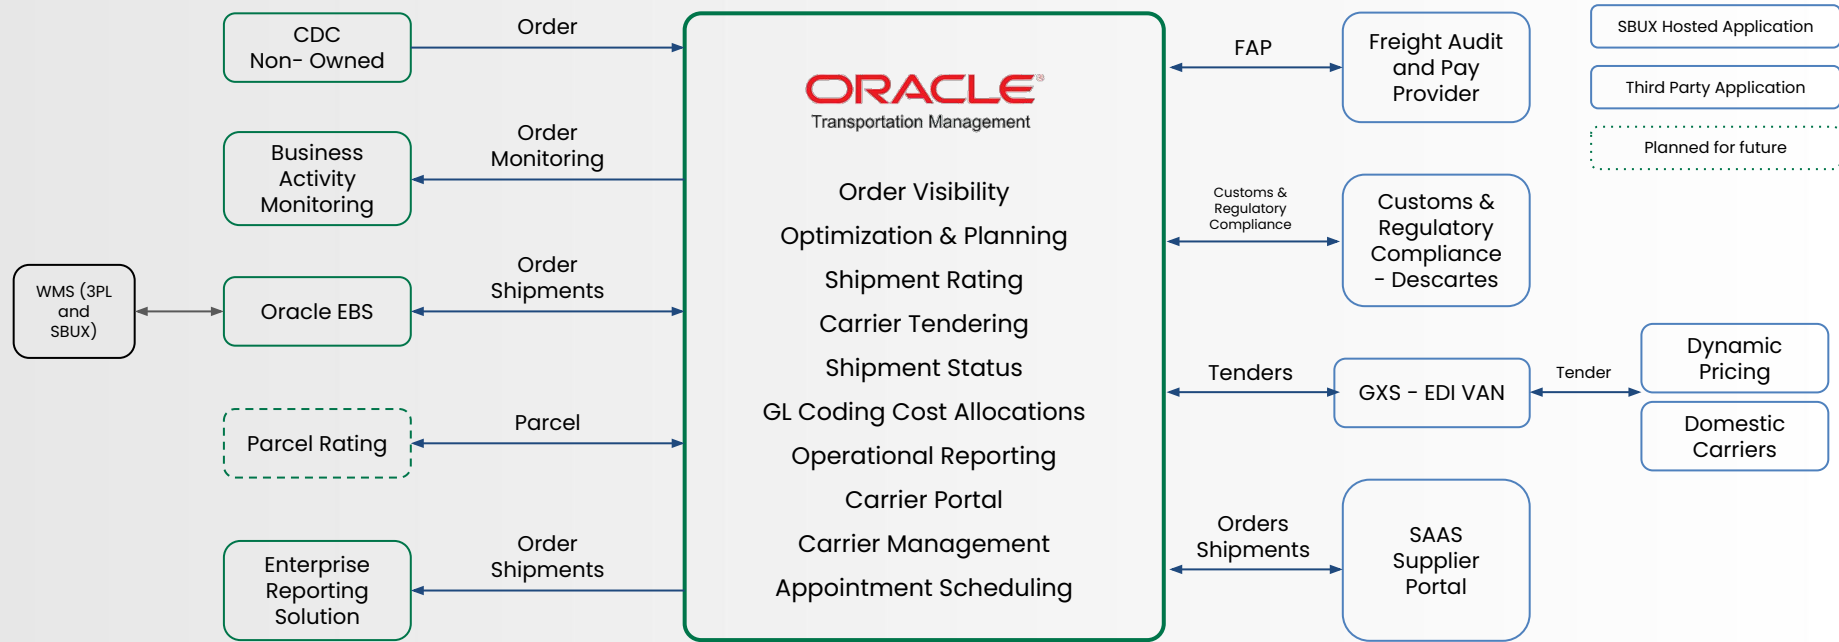 CDC
Non- Owned
Order
Business
Activity
Monitoring
Order
Monitoring
WMS (3PL
and
SBUX)
Oracle EBS
Order
Shipments
Parcel Rating
Parcel
Enterprise
Reporting
Solution
Order
Shipments
ORACLE®
Transportation Management
Order Visibility
Optimization & Planning
Shipment Rating
Carrier Tendering
Shipment Status
GL Coding Cost Allocations
Operational Reporting
Carrier Portal
Carrier Management
Appointment Scheduling
FAP
Freight Audit
and Pay
Provider
Customs &
Regulatory
Compliance
Customs &
Regulatory
Compliance
- Descartes
Tenders
GXS - EDI VAN
Tender
Dynamic
Pricing
Domestic
Carriers
Orders
Shipments
SAAS
Supplier
Portal
SBUX Hosted Application
Third Party Application
Planned for future